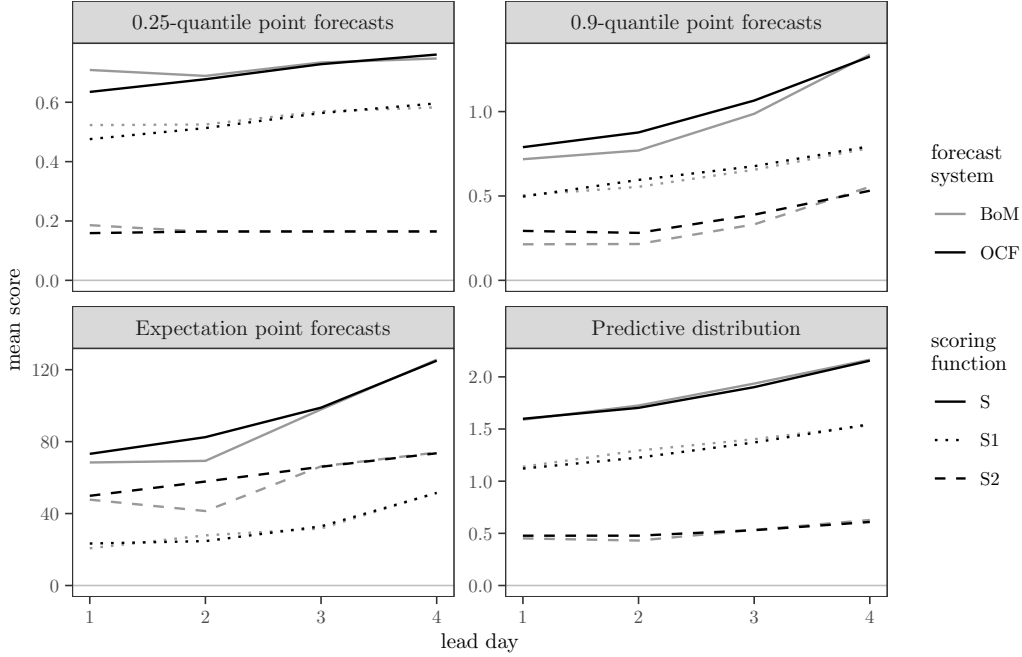 0.25-quantile point forecasts
0.9-quantile point forecasts
0.6
0.4
0.2
0.0
1.0
0.5
0.0
mean score
Expectation point forecasts
Predictive distribution
120
80
40
0
2.0
1.5
1.0
0.5
0.0
1 2 3 4
1 2 3 4
lead day
forecast
system
BoM
OCF
scoring
function
S
S1
S2